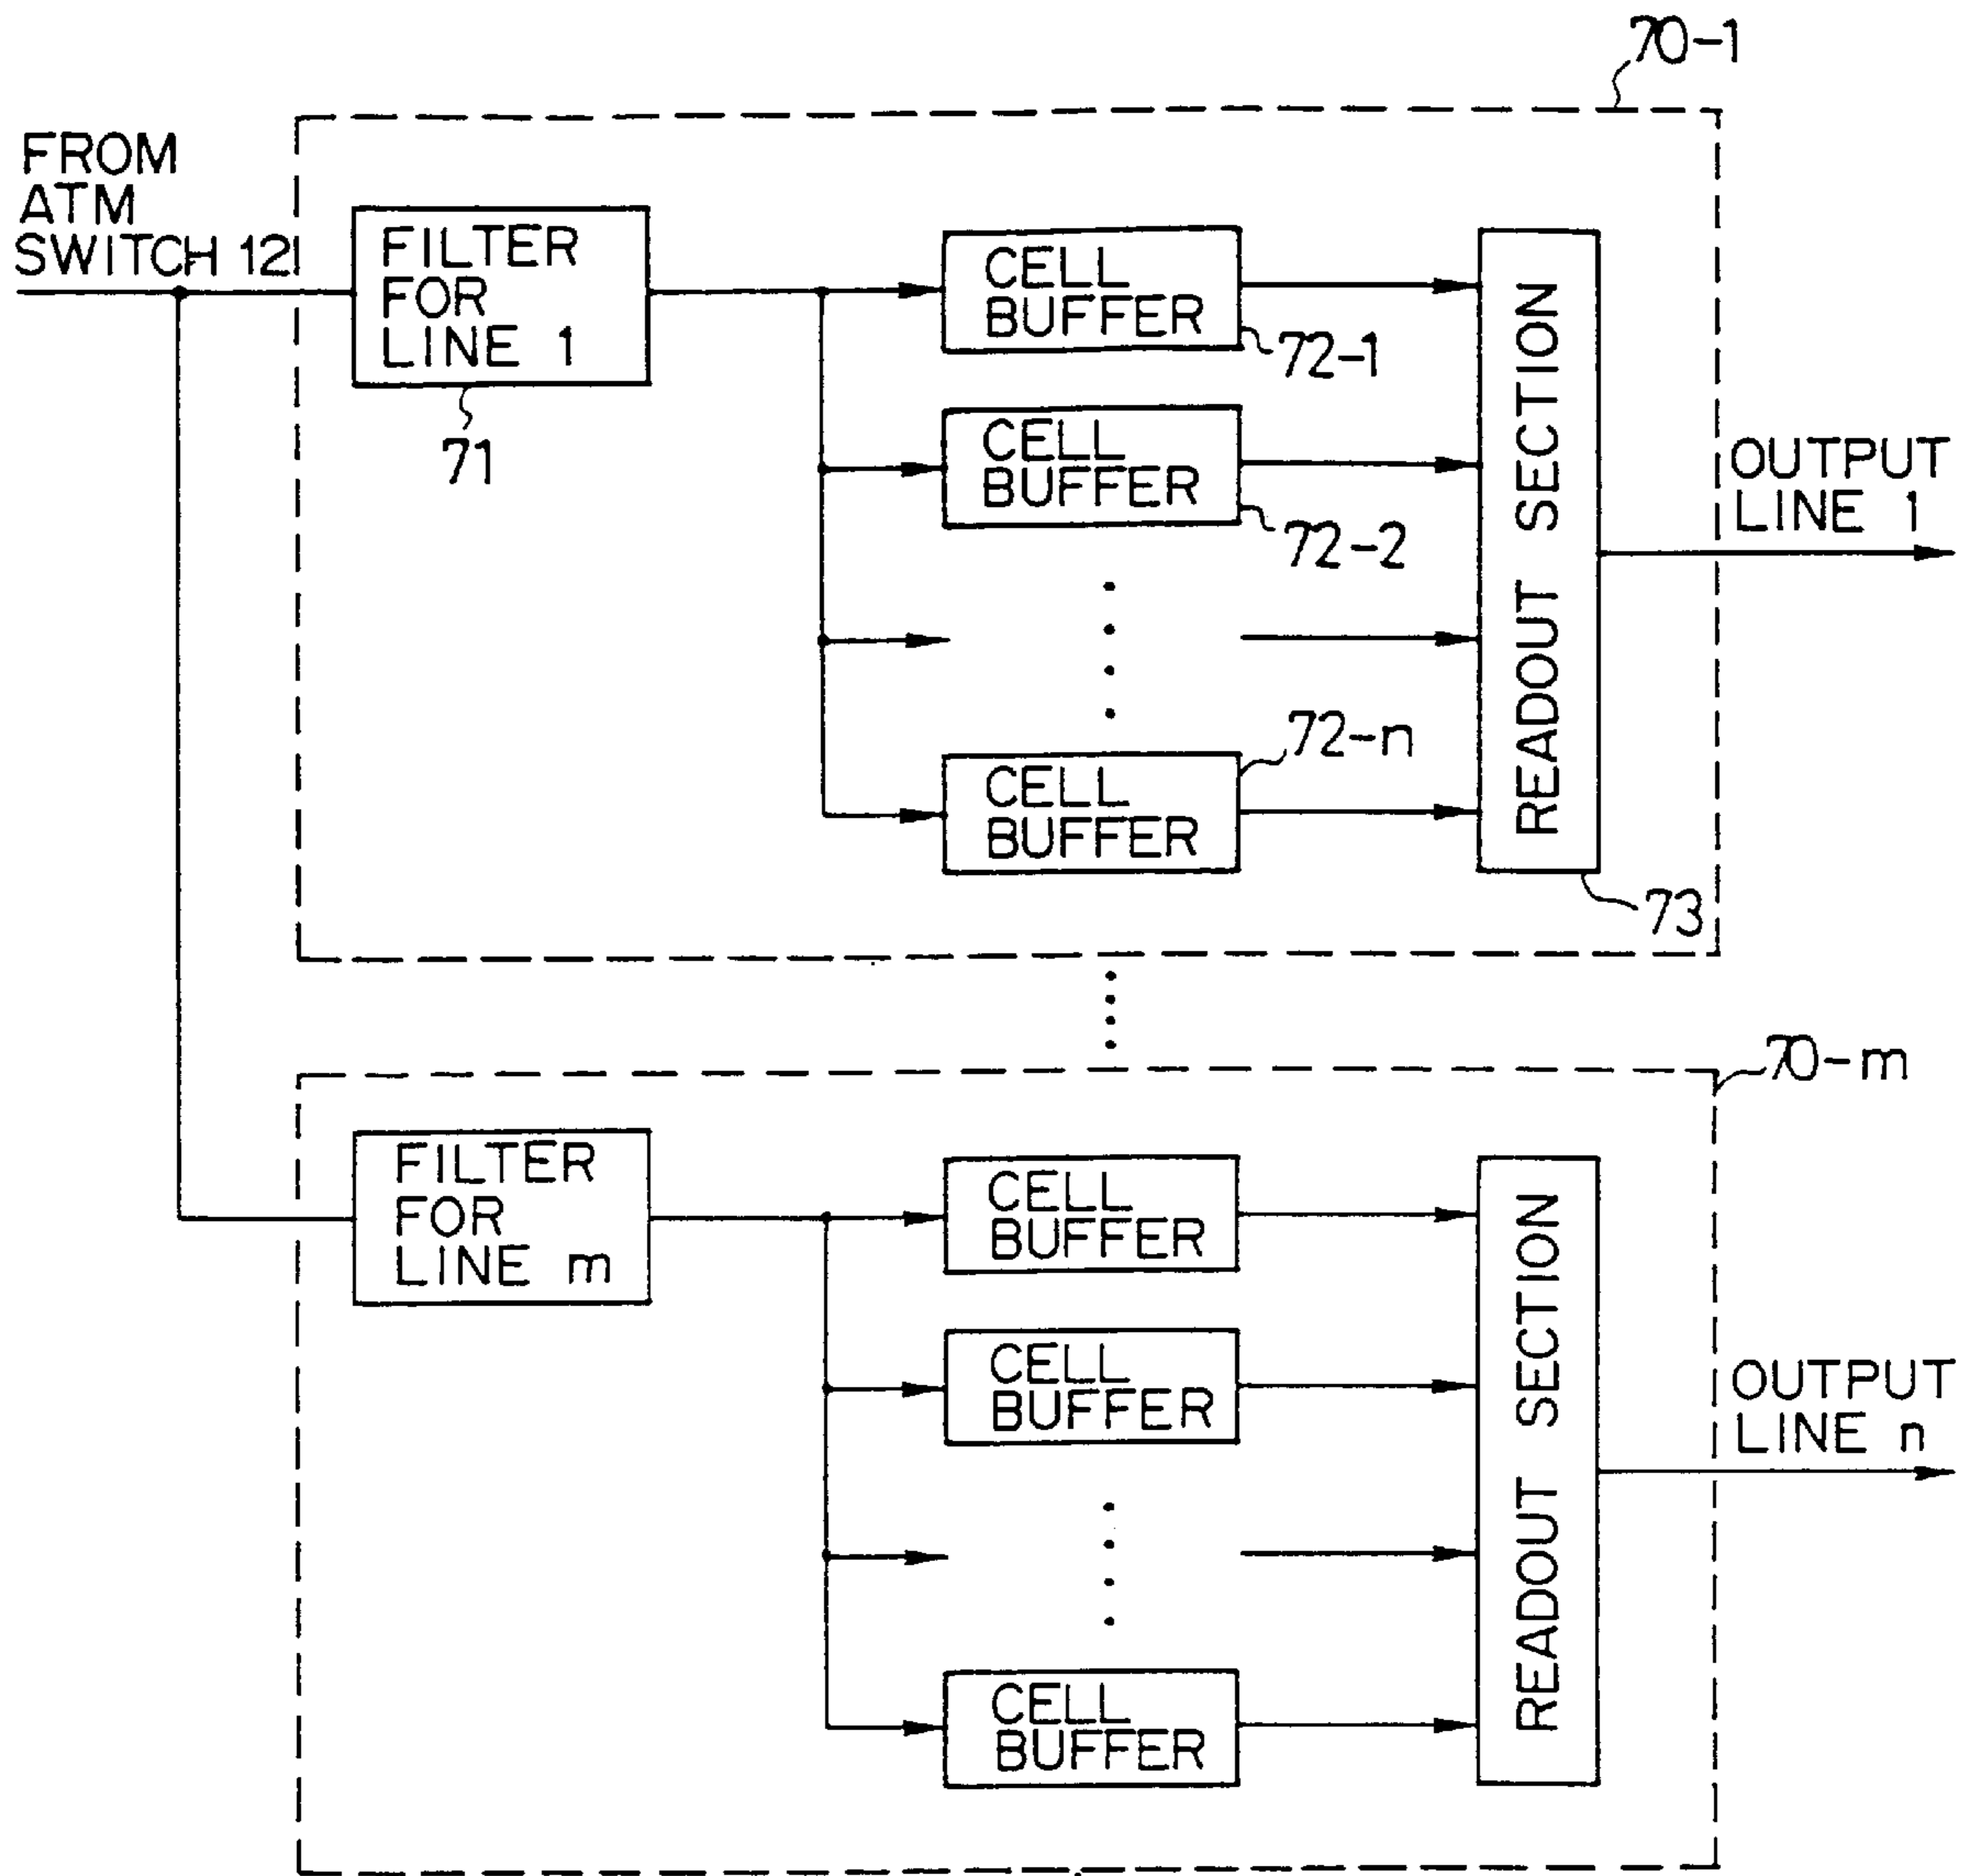 70-1
FROM
ATM
SWITCH 12
FILTER
FOR
LINE 1
71
CELL
BUFFER
72-1
CELL
BUFFER
72-2
72-n
CELL
BUFFER
READOUT SECTION
73
OUTPUT
LINE 1
70-m
FILTER
FOR
LINE m
CELL
BUFFER
CELL
BUFFER
CELL
BUFFER
READOUT SECTION
OUTPUT
LINE n